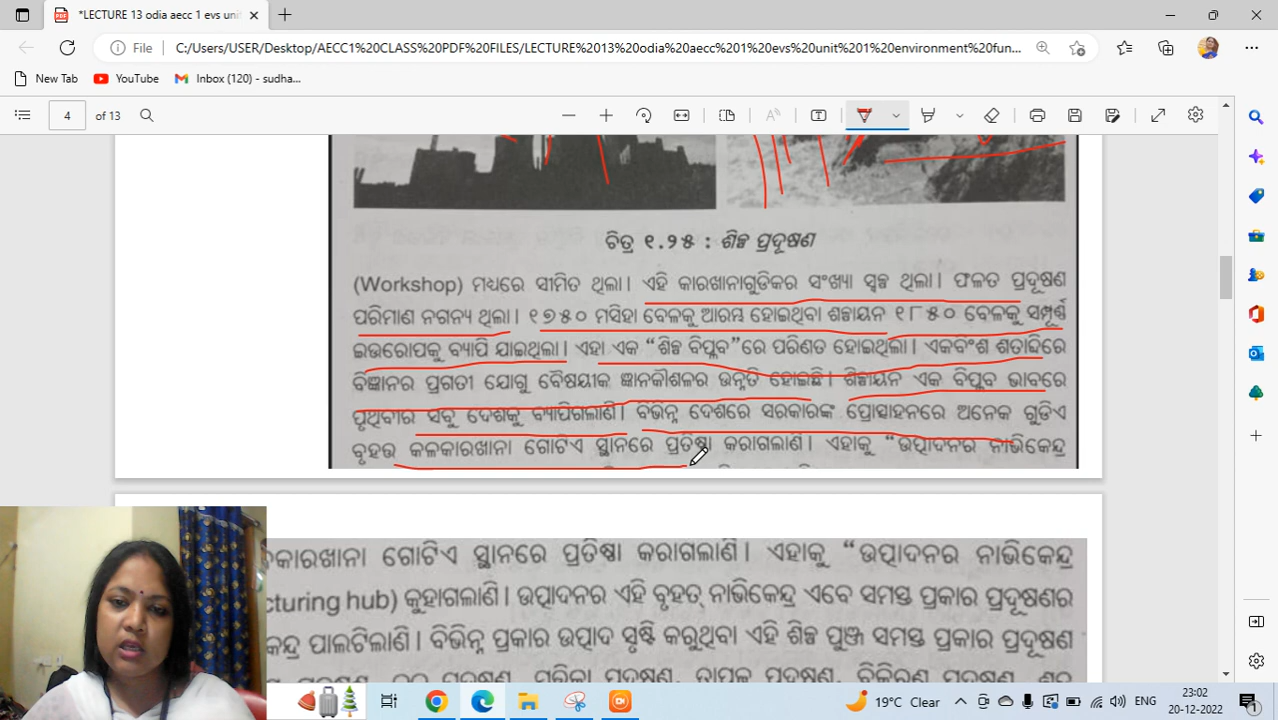 *LECTURE 13 odia aecc 1 evs uni
File C:/Users/USER/Desktop/AECC1%20CLASS%20PDF%20FILES/LECTURE%2013%20odia%20aecc%201%20evs%20unit%201%20environment%20fun...
New Tab YouTube Inbox (120) - sudha...
4 of 13
ଚିତ୍ର ୧.୨୫ : ଶିଳ୍ପ ପ୍ରଦୂଷଣ
(Workshop) ମଧ୍ୟରେ ସୀମିତ ଥିଲା। ଏହି କାରଖାନାଗୁଡିକର ସଂଖ୍ୟା ସ୍ୱଳ୍ପ ଥିଲା। ଫଳତ ପ୍ରଦୂଷଣ
ପରିମାଣ ନଗନ୍ୟ ଥିଲା। ୧୭୫୦ ମସିହା ବେଳକୁ ଆରମ୍ଭ ହୋଇଥିବା ଶିଳ୍ପାୟନ ୧୮୫୦ ବେଳକୁ ସମ୍ପୂର୍ଣ୍ଣ
ଇଉରୋପକୁ ବ୍ୟାପି ଯାଇଥିଲା। ଏହା ଏକ “ଶିଳ୍ପ ବିପ୍ଳବ”ରେ ପରିଣତ ହୋଇଥିଲା। ଏକବିଂଶ ଶତାବ୍ଦିରେ
ବିଜ୍ଞାନର ପ୍ରଗତୀ ଯୋଗୁ ବୈଷୟୀକ ଜ୍ଞାନକୌଶଳର ଉନ୍ନତି ହୋଇଛି। ଶିଳ୍ପାୟନ ଏକ ବିପ୍ଳବ ଭାବରେ
ପୃଥିବୀର ସବୁ ଦେଶକୁ ବ୍ୟାପିଗଲାଣି। ବିଭିନ୍ନ ଦେଶରେ ସରକାରଙ୍କ ପ୍ରୋତ୍ସାହନରେ ଅନେକ ଗୁଡିଏ
ବୃହତ୍ତ କଳକାରଖାନା ଗୋଟିଏ ସ୍ଥାନରେ ପ୍ରତିଷ୍ଠା କରାଗଲାଣି। ଏହାକୁ “ଉତ୍ପାଦନର ନାଭିକେନ୍ଦ୍ର
କାରଖାନା ଗୋଟିଏ ସ୍ଥାନରେ ପ୍ରତିଷ୍ଠା କରାଗଲାଣି। ଏହାକୁ “ଉତ୍ପାଦନର ନାଭିକେନ୍ଦ୍ର
cturing hub) କୁହାଗଲାଣି। ଉତ୍ପାଦନର ଏହି ବୃହତ୍ ନାଭିକେନ୍ଦ୍ର ଏବେ ସମସ୍ତ ପ୍ରକାର ପ୍ରଦୂଷଣର
କେନ୍ଦ୍ର ପାଲଟିଲାଣି। ବିଭିନ୍ନ ପ୍ରକାର ଉତ୍ପାଦ ସୃଷ୍ଟି କରୁଥିବା ଏହି ଶିଳ୍ପ ପୁଞ୍ଜ ସମସ୍ତ ପ୍ରକାର ପ୍ରଦୂଷଣ
19°C Clear ENG 23:02
20-12-2022